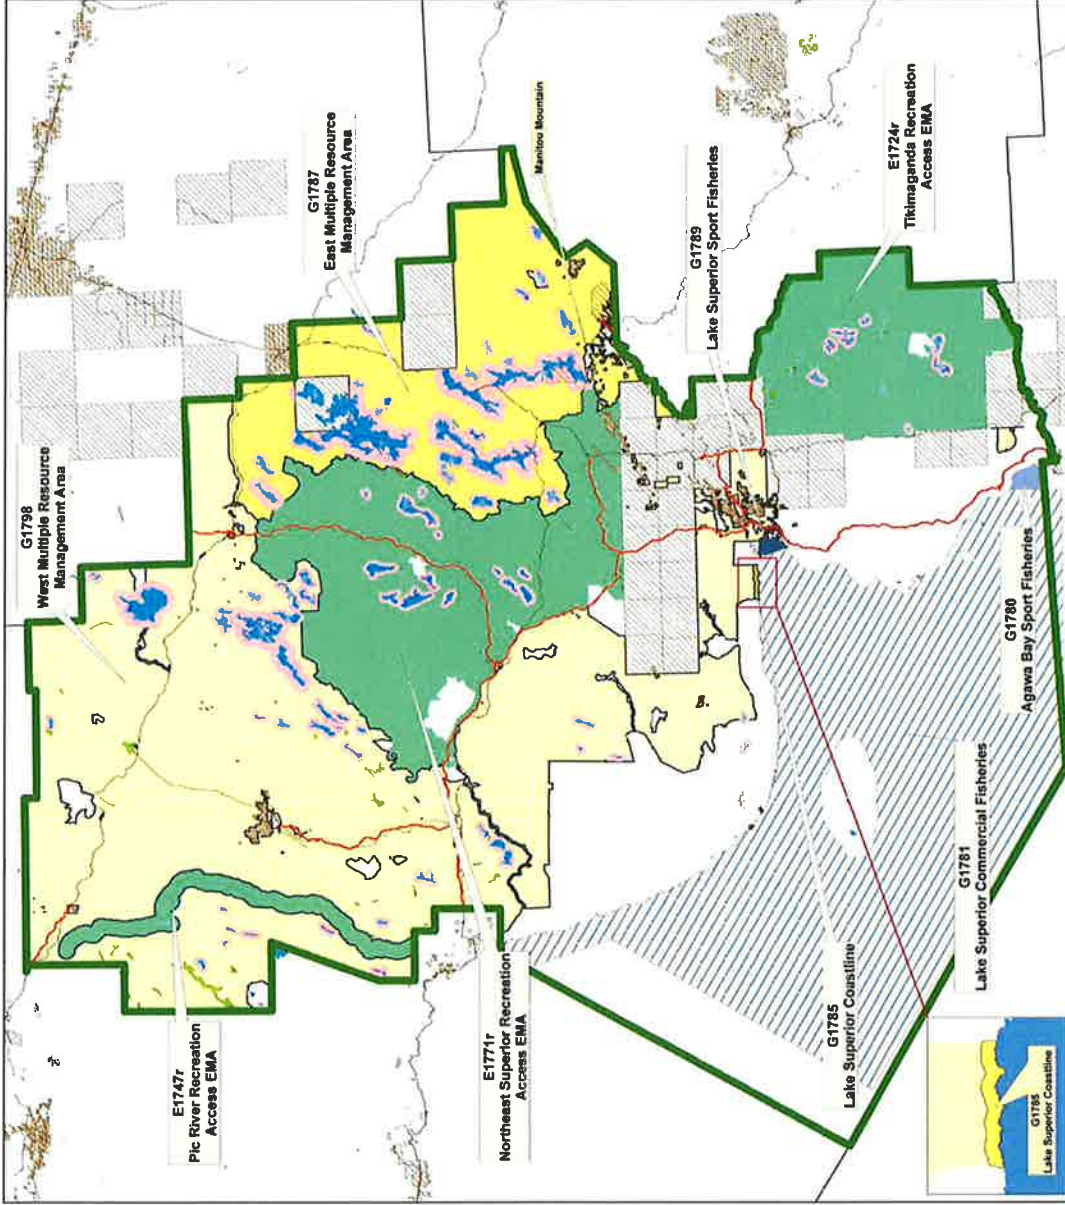 G1798
West Multiple Resource
Management Area
G1787
East Multiple Resource
Management Area
Manitou Mountain
G1789
Lake Superior Sport Fisheries
E1724r
Tikimaganda Recreation
Access EMA
E1747r
Pic River Recreation
Access EMA
E1771r
Northeast Superior Recreation
Access EMA
G1785
Lake Superior Coastline
G1781
Lake Superior Commercial Fisheries
G1780
Agawa Bay Sport Fisheries
G1785
Lake Superior Coastline